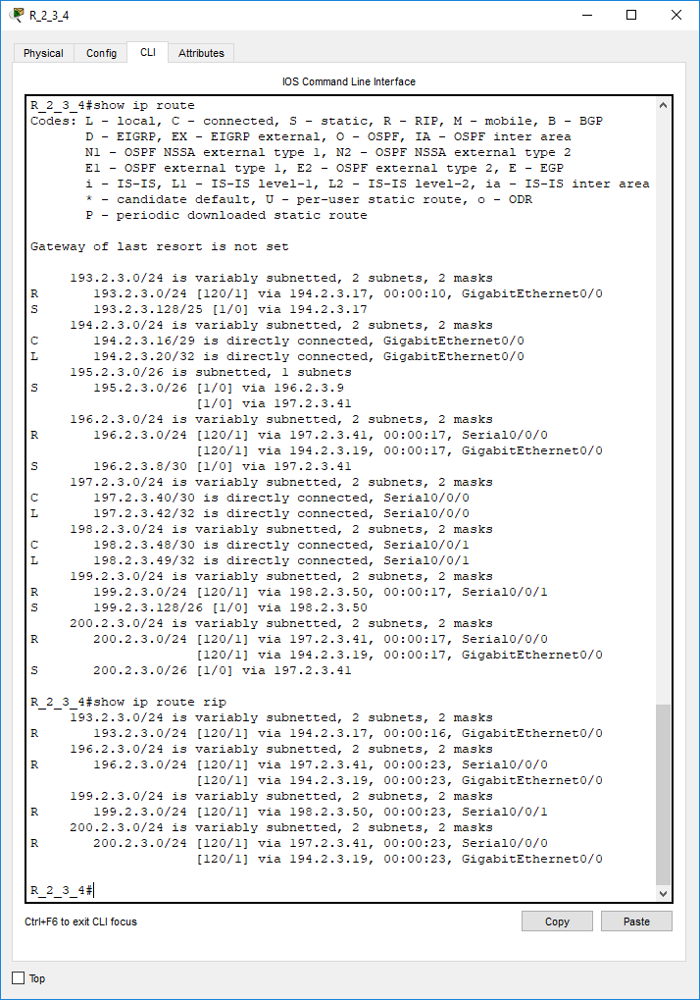 R_2_3_4
Physical Config CLI Attributes
IOS Command Line Interface
R_2_3_4#show ip route
Codes: L - local, C - connected, S - static, R - RIP, M - mobile, B - BGP
       D - EIGRP, EX - EIGRP external, O - OSPF, IA - OSPF inter area
       N1 - OSPF NSSA external type 1, N2 - OSPF NSSA external type 2
       E1 - OSPF external type 1, E2 - OSPF external type 2, E - EGP
       i - IS-IS, L1 - IS-IS level-1, L2 - IS-IS level-2, ia - IS-IS inter area
       * - candidate default, U - per-user static route, o - ODR
       P - periodic downloaded static route
Gateway of last resort is not set
     193.2.3.0/24 is variably subnetted, 2 subnets, 2 masks
R       193.2.3.0/24 [120/1] via 194.2.3.17, 00:00:10, GigabitEthernet0/0
S       193.2.3.128/25 [1/0] via 194.2.3.17
     194.2.3.0/24 is variably subnetted, 2 subnets, 2 masks
C       194.2.3.16/29 is directly connected, GigabitEthernet0/0
L       194.2.3.20/32 is directly connected, GigabitEthernet0/0
     195.2.3.0/26 is subnetted, 1 subnets
S       195.2.3.0/26 [1/0] via 196.2.3.9
                     [1/0] via 197.2.3.41
     196.2.3.0/24 is variably subnetted, 2 subnets, 2 masks
R       196.2.3.0/24 [120/1] via 197.2.3.41, 00:00:17, Serial0/0/0
                     [120/1] via 194.2.3.19, 00:00:17, GigabitEthernet0/0
S       196.2.3.8/30 [1/0] via 197.2.3.41
     197.2.3.0/24 is variably subnetted, 2 subnets, 2 masks
C       197.2.3.40/30 is directly connected, Serial0/0/0
L       197.2.3.42/32 is directly connected, Serial0/0/0
     198.2.3.0/24 is variably subnetted, 2 subnets, 2 masks
C       198.2.3.48/30 is directly connected, Serial0/0/1
L       198.2.3.49/32 is directly connected, Serial0/0/1
     199.2.3.0/24 is variably subnetted, 2 subnets, 2 masks
R       199.2.3.0/24 [120/1] via 198.2.3.50, 00:00:17, Serial0/0/1
S       199.2.3.128/26 [1/0] via 198.2.3.50
     200.2.3.0/24 is variably subnetted, 2 subnets, 2 masks
R       200.2.3.0/24 [120/1] via 197.2.3.41, 00:00:17, Serial0/0/0
                     [120/1] via 194.2.3.19, 00:00:17, GigabitEthernet0/0
S       200.2.3.0/26 [1/0] via 197.2.3.41
R_2_3_4#show ip route rip
     193.2.3.0/24 is variably subnetted, 2 subnets, 2 masks
R       193.2.3.0/24 [120/1] via 194.2.3.17, 00:00:16, GigabitEthernet0/0
     196.2.3.0/24 is variably subnetted, 2 subnets, 2 masks
R       196.2.3.0/24 [120/1] via 197.2.3.41, 00:00:23, Serial0/0/0
                     [120/1] via 194.2.3.19, 00:00:23, GigabitEthernet0/0
     199.2.3.0/24 is variably subnetted, 2 subnets, 2 masks
R       199.2.3.0/24 [120/1] via 198.2.3.50, 00:00:23, Serial0/0/1
     200.2.3.0/24 is variably subnetted, 2 subnets, 2 masks
R       200.2.3.0/24 [120/1] via 197.2.3.41, 00:00:23, Serial0/0/0
                     [120/1] via 194.2.3.19, 00:00:23, GigabitEthernet0/0
R_2_3_4#
Ctrl+F6 to exit CLI focus Copy Paste
Top